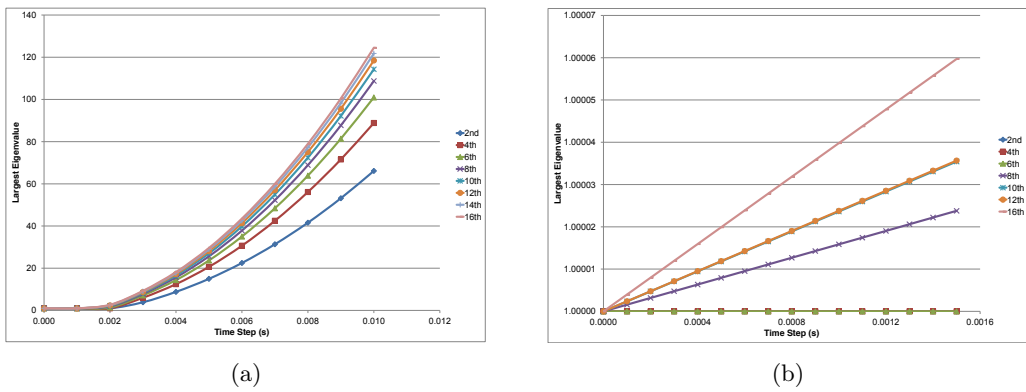 140
120
100
80
60
40
20
0
Largest Eigenvalue
0.000
0.002
0.004
0.006
0.008
0.010
0.012
Time Step (s)
2nd
4th
6th
8th
10th
12th
14th
16th
(a)
1.00007
1.00006
1.00005
1.00004
1.00003
1.00002
1.00001
1.00000
Largest Eigenvalue
0.0000
0.0004
0.0008
0.0012
0.0016
Time Step (s)
2nd
4th
6th
8th
10th
12th
16th
(b)